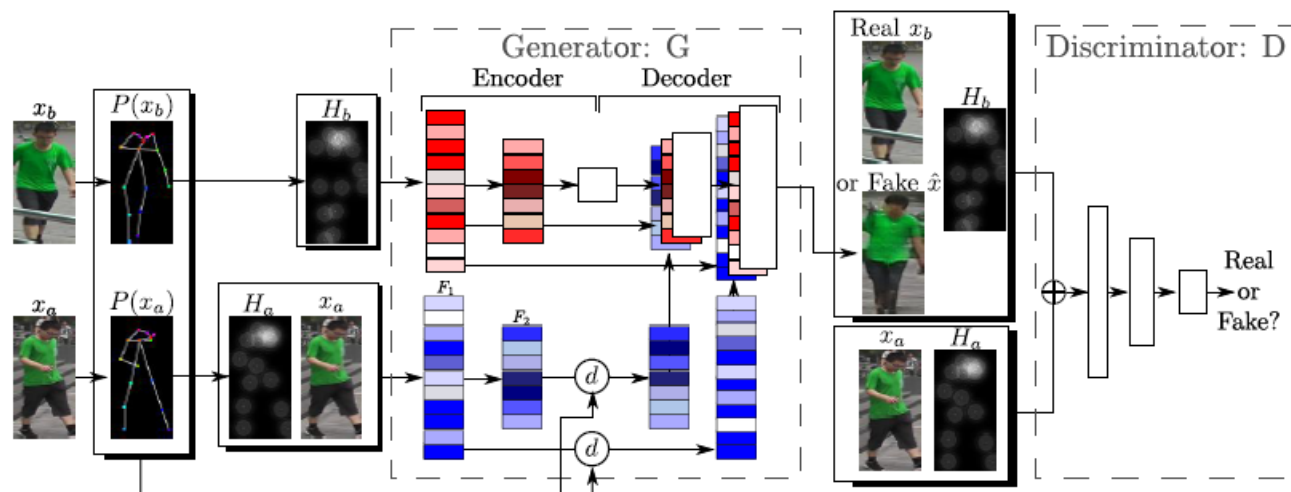 Generator: G
Encoder
Decoder
Real $x_b$
Discriminator: D
$x_b$
$P(x_b)$
$H_b$
$H_b$
or Fake $\hat{x}$
$x_a$
$P(x_a)$
$H_a$
$x_a$
$F_1$
$F_2$
$d$
$d$
$x_a$
$H_a$
Real
or
Fake?